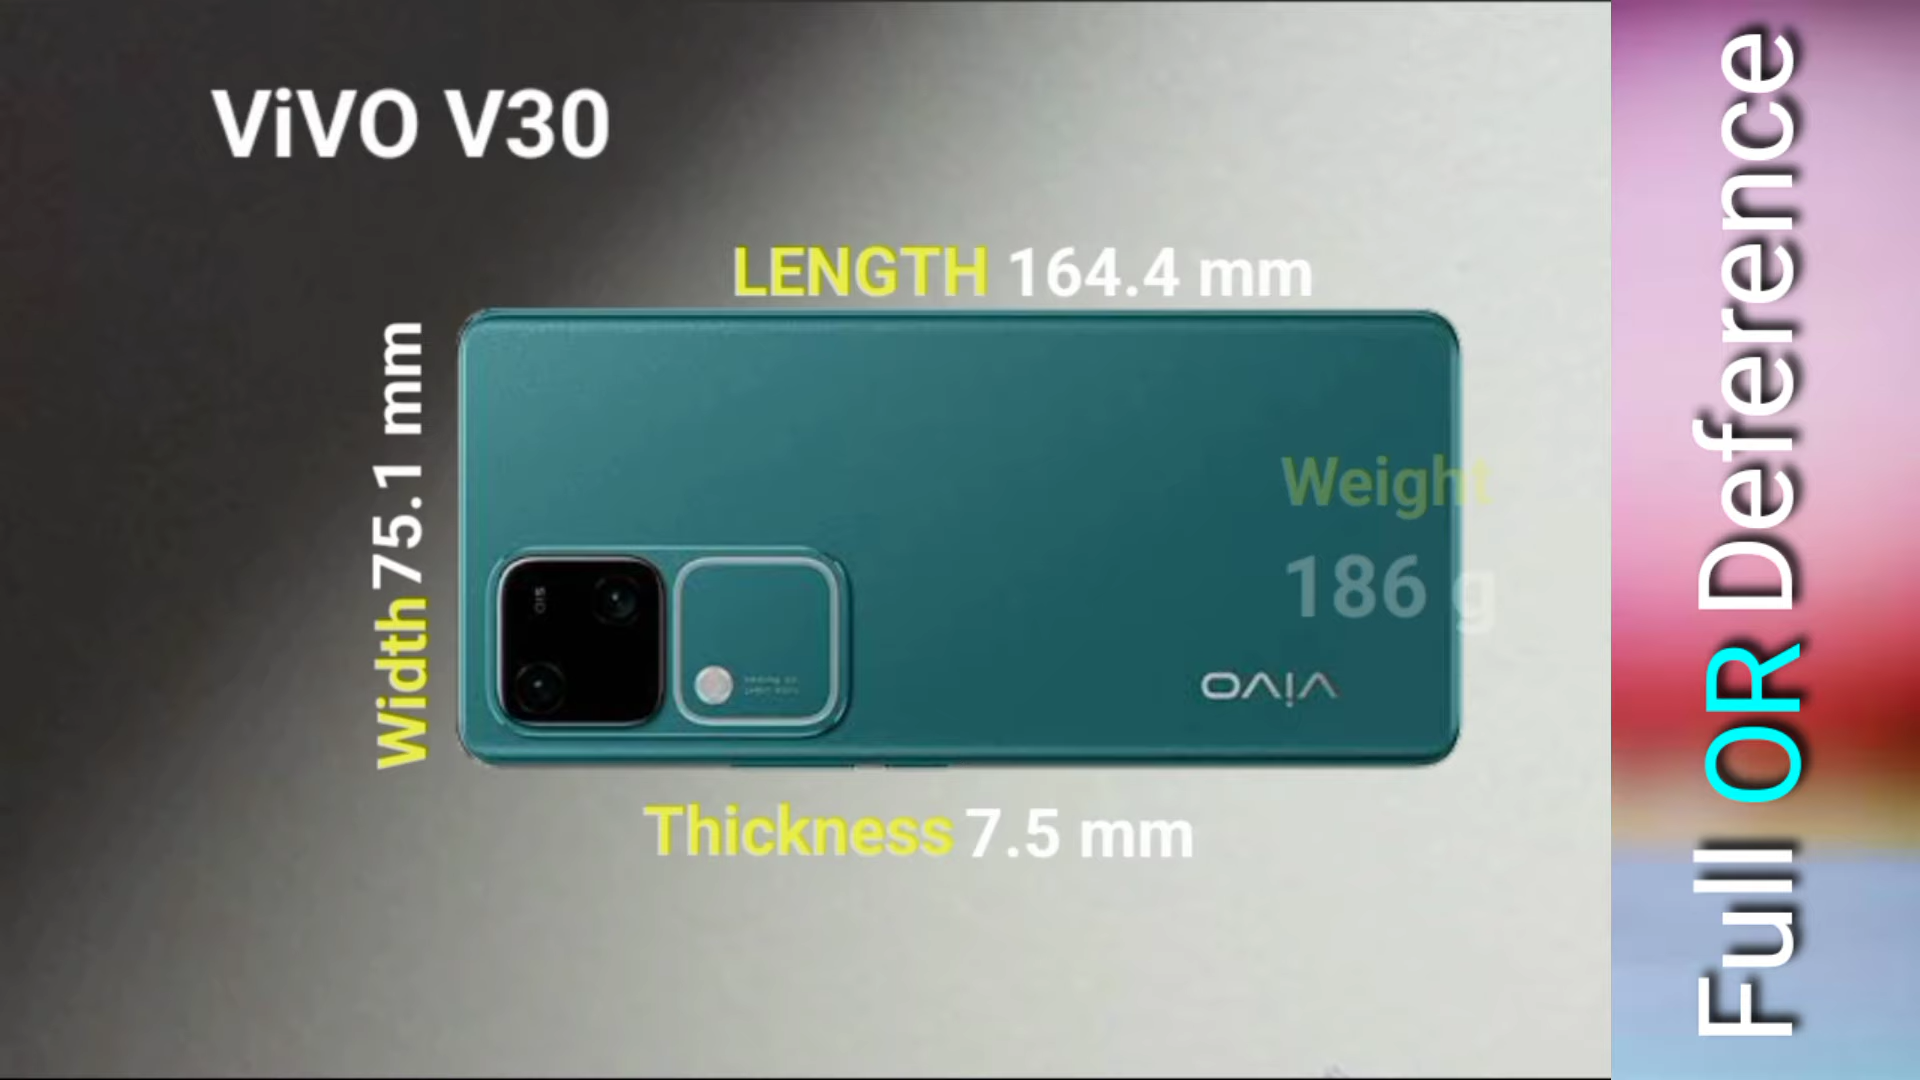 ViVO V30
LENGTH 164.4 mm
Width 75.1 mm
Weight
186 g
vivo
Thickness 7.5 mm
Full OR Deference